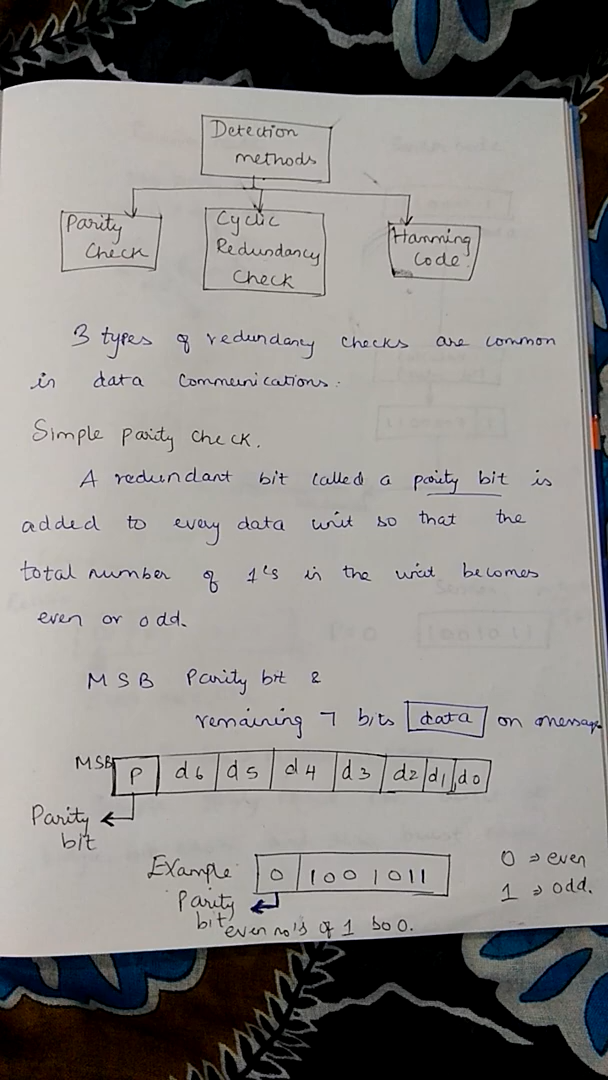 Detection
methods
Parity
Check
Cyclic
Redundancy
Check
Hamming
Code.
3 types of redundancy checks are common
in data communications.
Simple parity check.
A redundant bit called a parity bit is
added to every data unit so that the
total number of 1's in the unit becomes
even or odd.
MSB Parity bit &
remaining 7 bits data on message
MSB P d6 d5 d4 d3 d2 d1 d0
Parity
bit
Example 0 1001011
0 ⇒ even
1 ⇒ odd.
Parity
bit
even no's of 1 so 0.